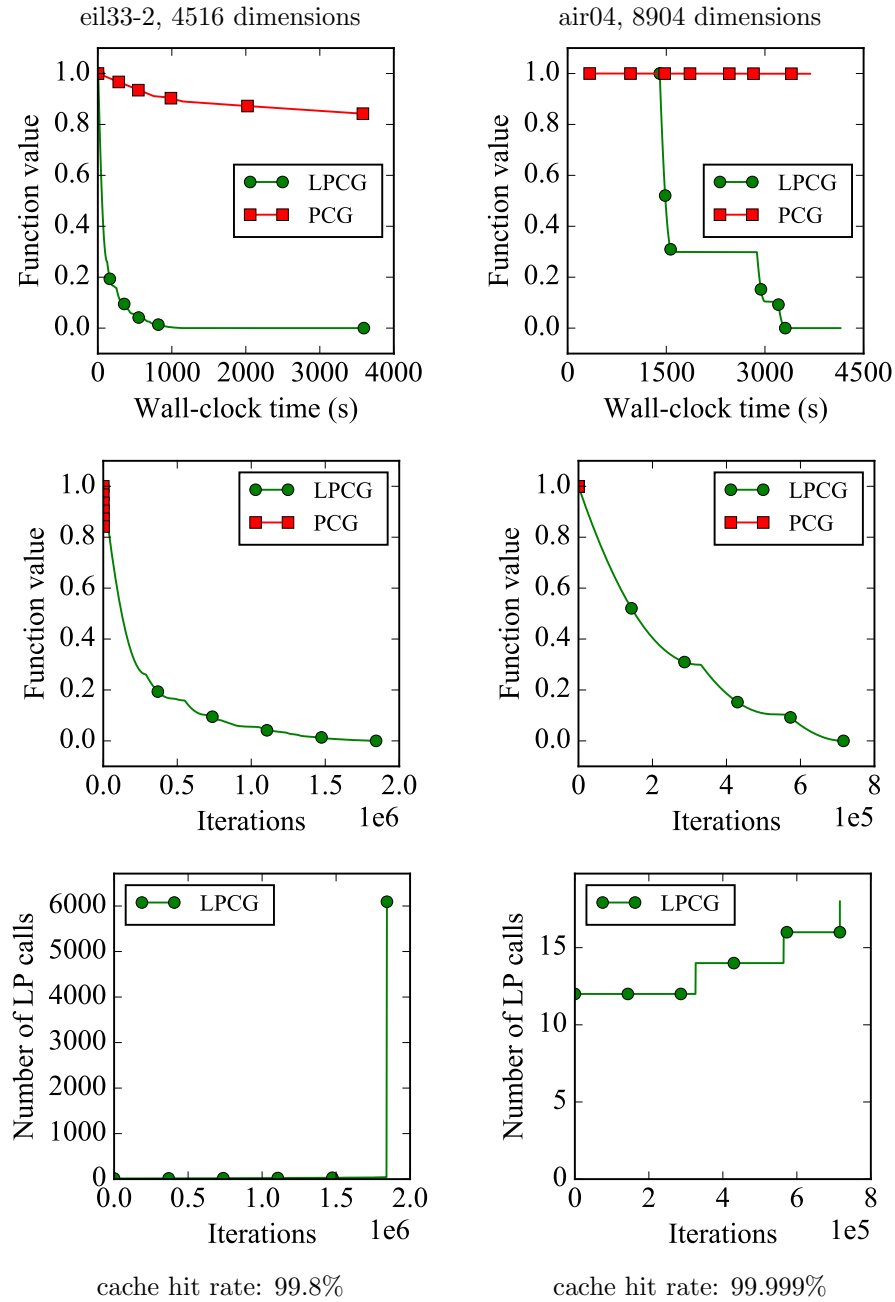 eil33-2, 4516 dimensions
air04, 8904 dimensions
Function value
1.0
0.8
0.6
0.4
0.2
0.0
LPCG
PCG
0 1000 2000 3000 4000
Wall-clock time (s)
Function value
1.0
0.8
0.6
0.4
0.2
0.0
LPCG
PCG
0 1500 3000 4500
Wall-clock time (s)
Function value
1.0
0.8
0.6
0.4
0.2
0.0
LPCG
PCG
0.0 0.5 1.0 1.5 2.0
Iterations 1e6
Function value
1.0
0.8
0.6
0.4
0.2
0.0
LPCG
PCG
0 2 4 6 8
Iterations 1e5
Number of LP calls
6000
5000
4000
3000
2000
1000
0
LPCG
0.0 0.5 1.0 1.5 2.0
Iterations 1e6
Number of LP calls
15
10
5
0
LPCG
0 2 4 6 8
Iterations 1e5
cache hit rate: 99.8%
cache hit rate: 99.999%